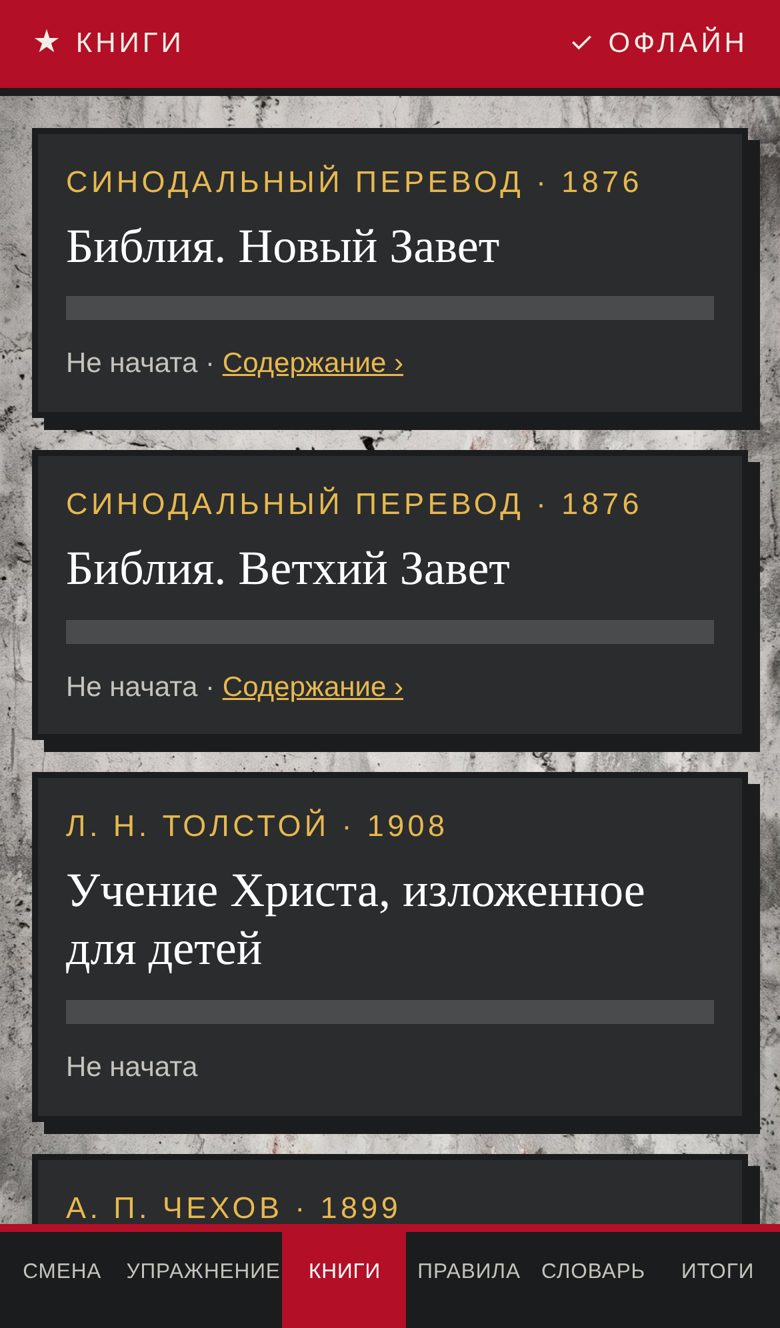 ★ КНИГИ
✓ ОФЛАЙН
СИНОДАЛЬНЫЙ ПЕРЕВОД · 1876
Библия. Новый Завет
Не начата · Содержание ›
СИНОДАЛЬНЫЙ ПЕРЕВОД · 1876
Библия. Ветхий Завет
Не начата · Содержание ›
Л. Н. ТОЛСТОЙ · 1908
Учение Христа, изложенное
для детей
Не начата
А. П. ЧЕХОВ · 1899
СМЕНА УПРАЖНЕНИЕ КНИГИ ПРАВИЛА СЛОВАРЬ ИТОГИ